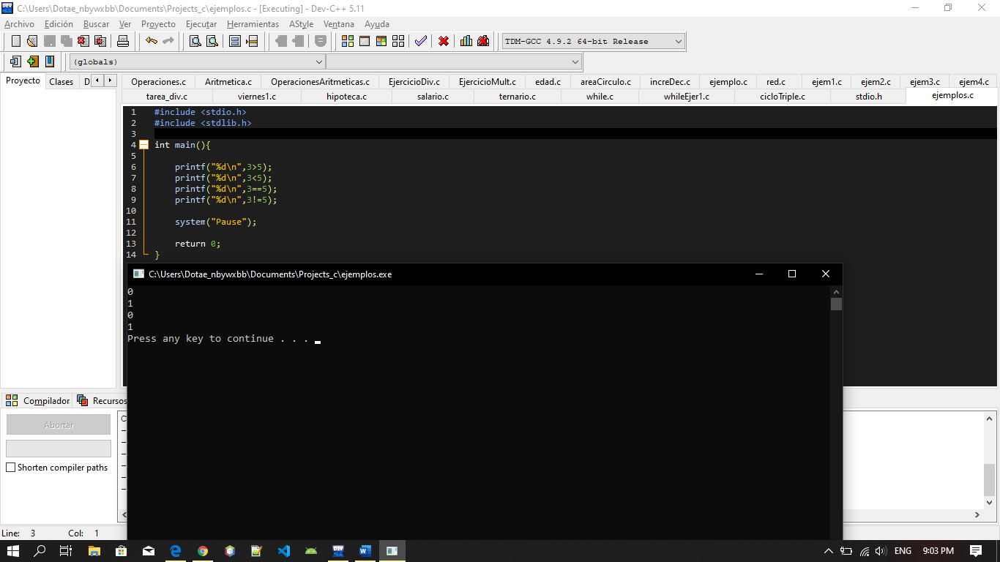 C:\Users\Dotae_nbywxbb\Documents\Projects_c\ejemplos.c - [Executing] - Dev-C++ 5.11
Archivo Edición Buscar Ver Proyecto Ejecutar Herramientas AStyle Ventana Ayuda
TDM-GCC 4.9.2 64-bit Release
(globals)
Proyecto Clases D
Operaciones.c Aritmetica.c OperacionesAritmeticas.c EjercicioDiv.c EjercicioMult.c edad.c areaCirculo.c increDec.c ejemplo.c red.c ejem1.c ejem2.c ejem3.c ejem4.c
tarea_div.c viernes1.c hipoteca.c salario.c ternario.c while.c whileEjer1.c cicloTriple.c stdio.h ejemplos.c
1 #include <stdio.h>
2 #include <stdlib.h>
3
4 int main(){
5
6 printf("%d\n",3>5);
7 printf("%d\n",3<5);
8 printf("%d\n",3==5);
9 printf("%d\n",3!=5);
10
11 system("Pause");
12
13 return 0;
14 }
C:\Users\Dotae_nbywxbb\Documents\Projects_c\ejemplos.exe
0
1
0
1
Press any key to continue . . .
Compilador Recursos
Abortar
Shorten compiler paths
C
Line: 3 Col: 1
ENG 9:03 PM